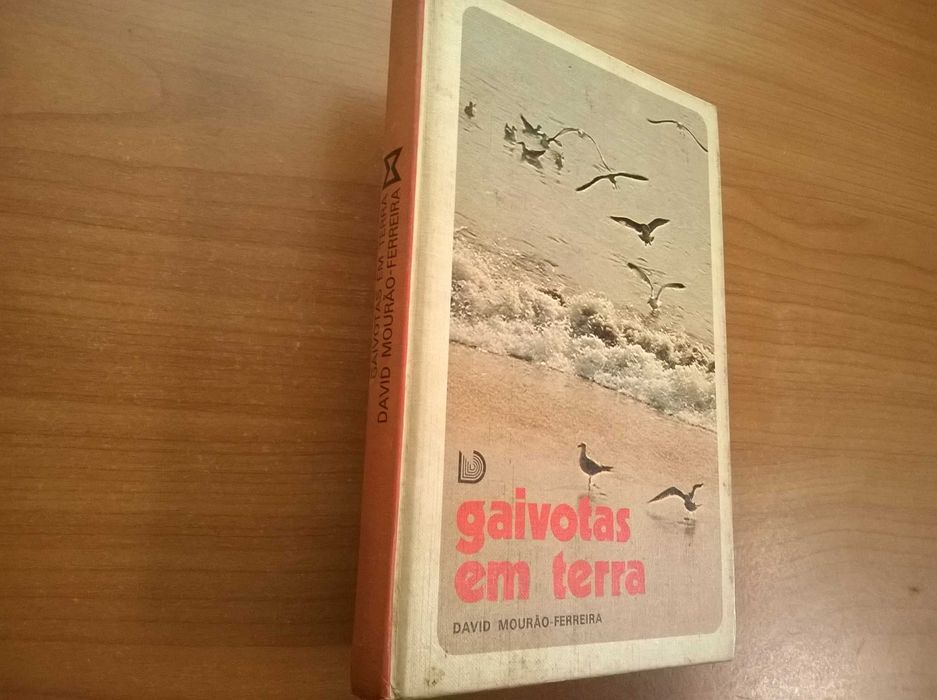 GAIVOTAS EM TERRA
DAVID MOURÃO-FERREIRA
gaivotas
em terra
DAVID MOURÃO-FERREIRA